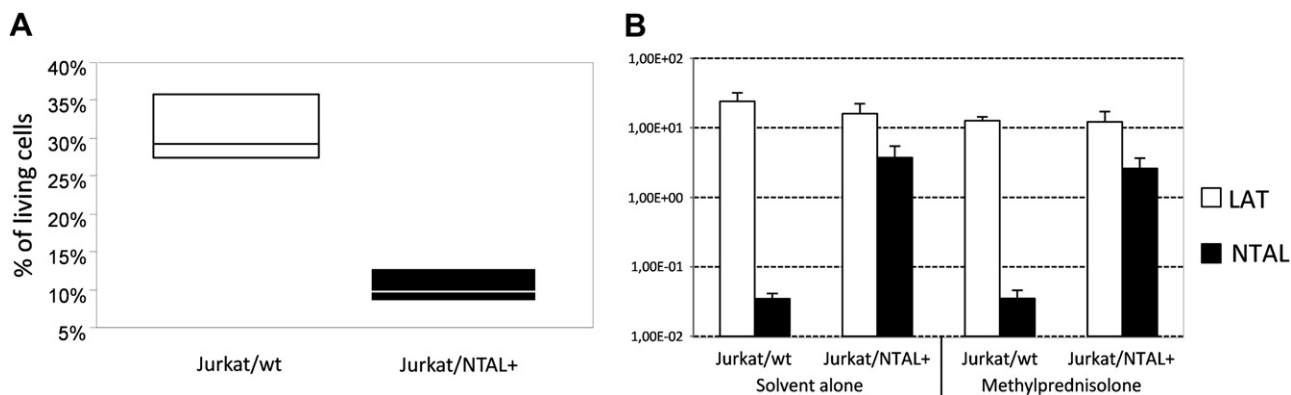 A
% of living cells
40%
35%
30%
25%
20%
15%
10%
5%
Jurkat/wt Jurkat/NTAL+
B
1,00E+02
1,00E+01
1,00E+00
1,00E-01
1,00E-02
Jurkat/wt Jurkat/NTAL+ Jurkat/wt Jurkat/NTAL+
Solvent alone Methylprednisolone
LAT
NTAL